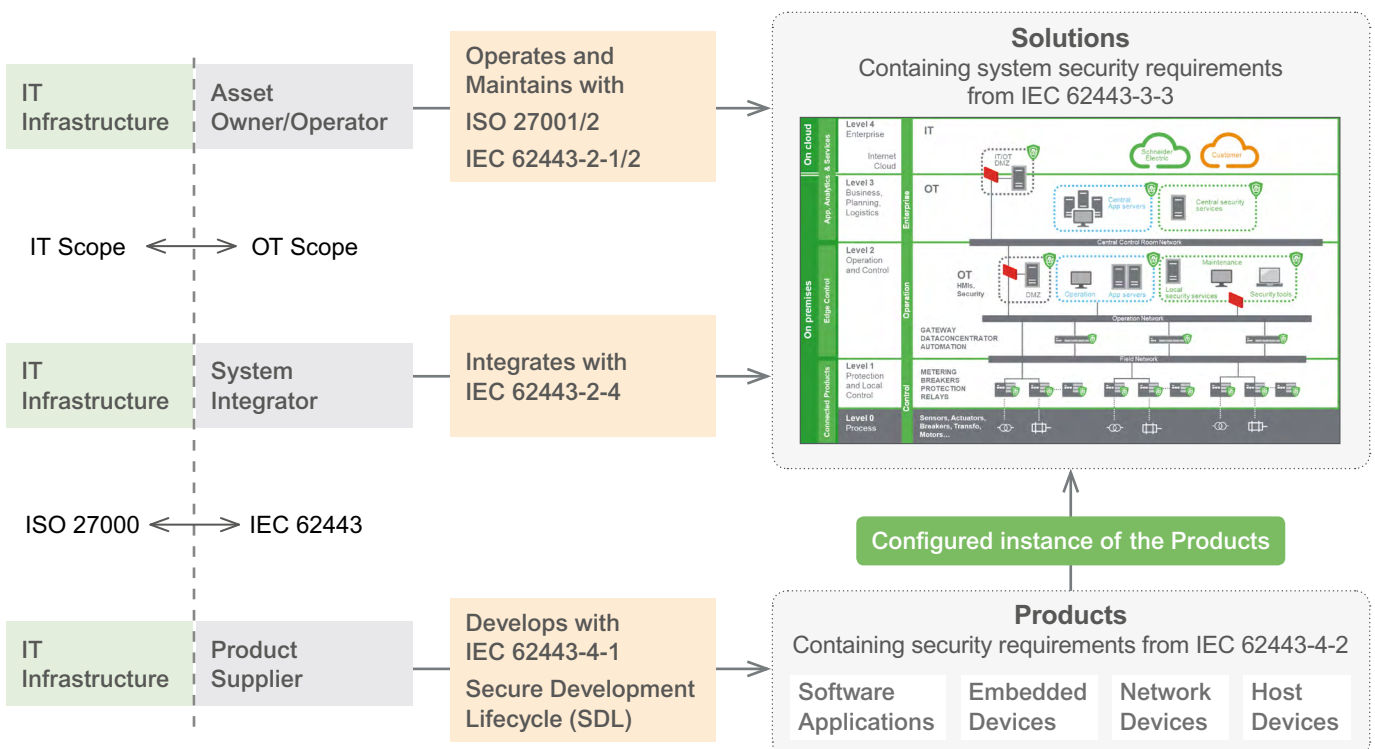 IT
Infrastructure
Asset
Owner/Operator
Operates and
Maintains with
ISO 27001/2
IEC 62443-2-1/2
Solutions
Containing system security requirements
from IEC 62443-3-3
On cloud
On premises
App, Analytics & Services
Edge Control
Connected Products
Level 4
Enterprise
Internet
Cloud
Level 3
Business,
Planning,
Logistics
Level 2
Operation
and Control
Level 1
Protection
and Local
Control
Level 0
Process
Enterprise
Operation
Control
IT
IT/OT
DMZ
Schneider
Electric
Customer
OT
Central
App servers
Central security
services
Central Control Room Network
OT
HMIs,
Security
DMZ
Operation
App servers
Maintenance
Local
security services
Security tools
Operation Network
GATEWAY
DATACONCENTRATOR
AUTOMATION
Field Network
METERING
BREAKERS
PROTECTION
RELAYS
Sensors, Actuators,
Breakers, Transfo,
Motors...
IT Scope
OT Scope
IT
Infrastructure
System
Integrator
Integrates with
IEC 62443-2-4
ISO 27000
IEC 62443
Configured instance of the Products
IT
Infrastructure
Product
Supplier
Develops with
IEC 62443-4-1
Secure Development
Lifecycle (SDL)
Products
Containing security requirements from IEC 62443-4-2
Software
Applications
Embedded
Devices
Network
Devices
Host
Devices